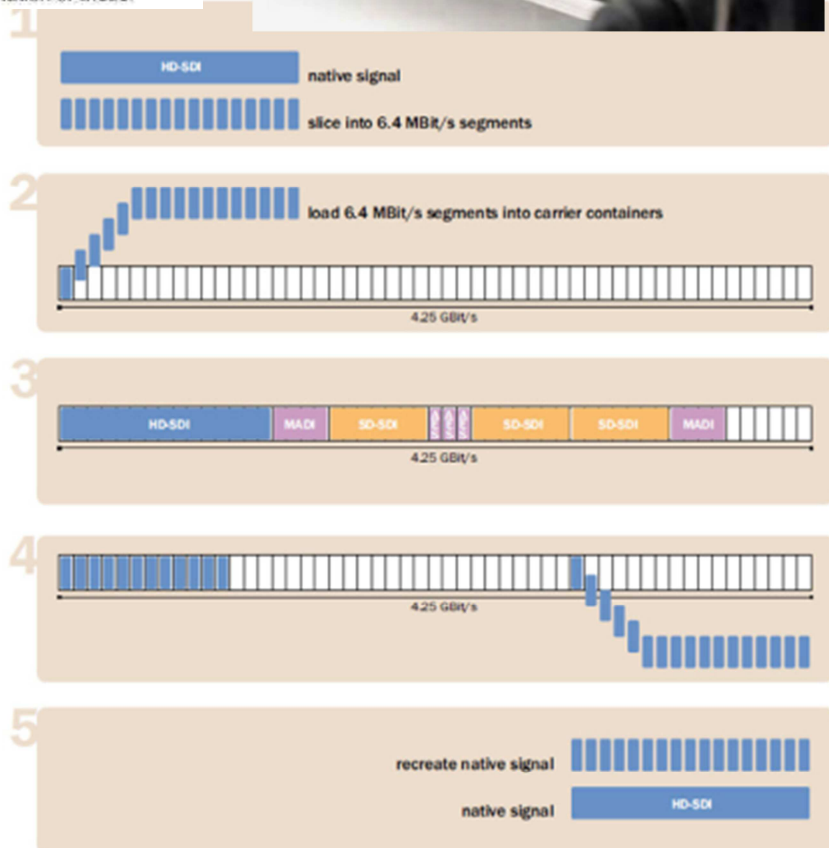 1
HD-SDI
native signal
slice into 6.4 MBit/s segments
2
load 6.4 MBit/s segments into carrier containers
4.25 GBit/s
3
HD-SDI MADI SD-SDI SD-SDI SD-SDI MADI
4.25 GBit/s
4
4.25 GBit/s
5
recreate native signal
native signal
HD-SDI